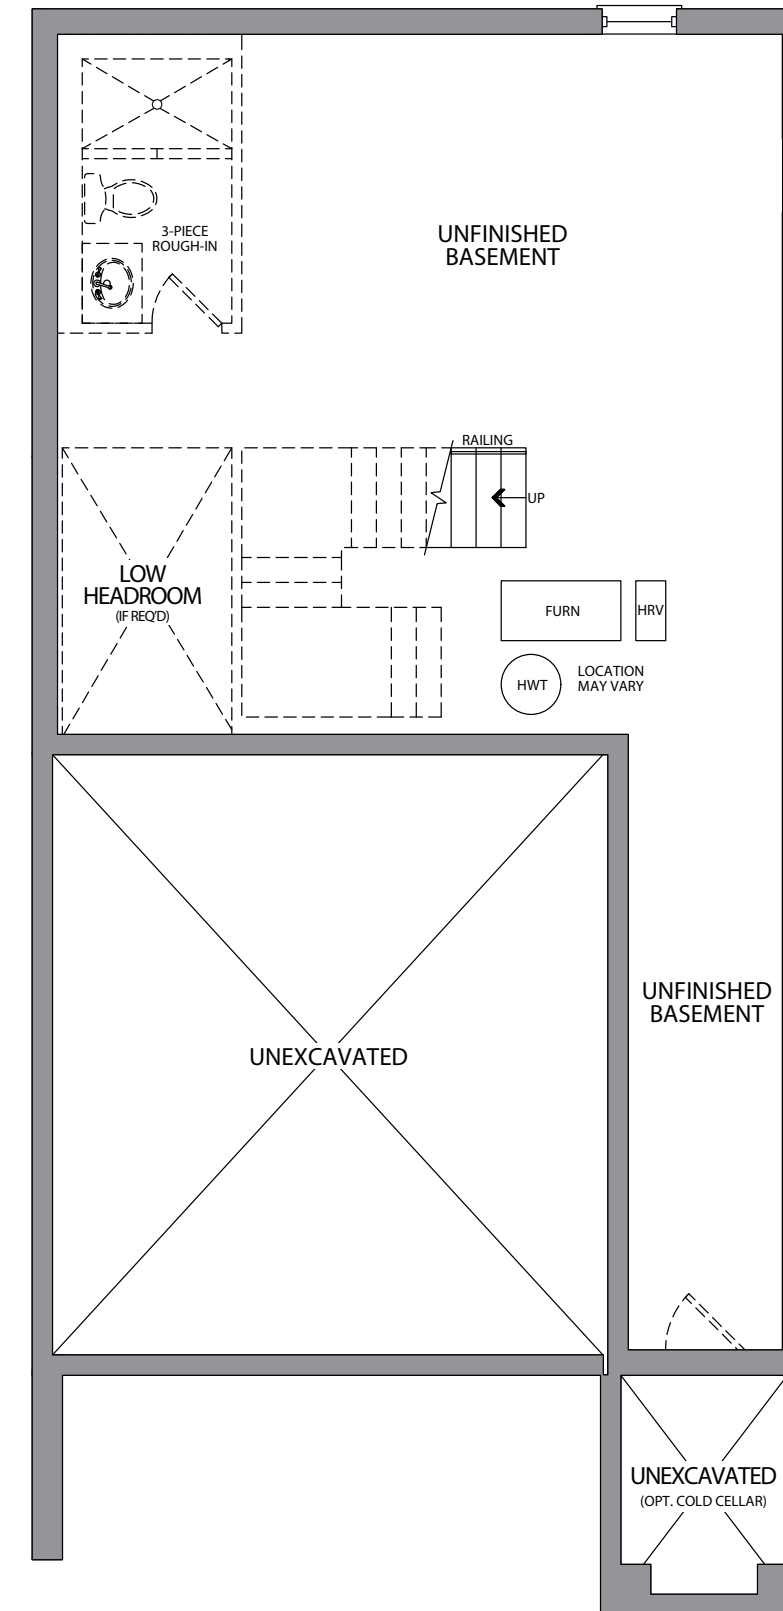 3-PIECE
ROUGH-IN
UNFINISHED
BASEMENT
RAILING
UP
LOW
HEADROOM
(IF REQ'D)
FURN
HRV
HWT
LOCATION
MAY VARY
UNFINISHED
BASEMENT
UNEXCAVATED
UNEXCAVATED
(OPT. COLD CELLAR)